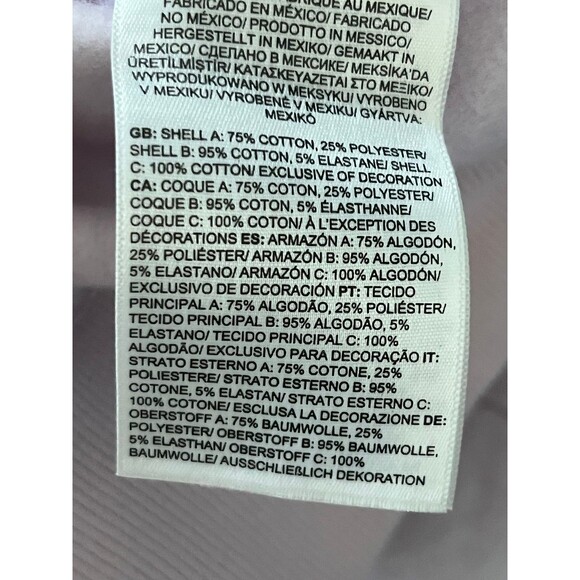 FABRIQUÉ AU MEXIQUE/
FABRICADO EN MÉXICO/ FABRICADO
NO MÉXICO/ PRODOTTO IN MESSICO/
HERGESTELLT IN MEXIKO/ GEMAAKT IN
MEXICO/ СДЕЛАНО В МЕКСИКЕ/ MEKSİKA'DA
ÜRETİLMİŞTİR/ ΚΑΤΑΣΚΕΥΑΖΕΤΑΙ ΣΤΟ ΜΕΞΙΚΟ/
WYPRODUKOWANO W MEKSYKU/ VYROBENO
V MEXIKU/ VYROBENÉ V MEXIKU/ GYÁRTVA:
MEXIKÓ
GB: SHELL A: 75% COTTON, 25% POLYESTER/
SHELL B: 95% COTTON, 5% ELASTANE/ SHELL
C: 100% COTTON/ EXCLUSIVE OF DECORATION
CA: COQUE A: 75% COTON, 25% POLYESTER/
COQUE B: 95% COTON, 5% ÉLASTHANNE/
COQUE C: 100% COTON/ À L'EXCEPTION DES
DÉCORATIONS ES: ARMAZÓN A: 75% ALGODÓN,
25% POLIÉSTER/ ARMAZÓN B: 95% ALGODÓN,
5% ELASTANO/ ARMAZÓN C: 100% ALGODÓN/
EXCLUSIVO DE DECORACIÓN PT: TECIDO
PRINCIPAL A: 75% ALGODÃO, 25% POLIÉSTER/
TECIDO PRINCIPAL B: 95% ALGODÃO, 5%
ELASTANO/ TECIDO PRINCIPAL C: 100%
ALGODÃO/ EXCLUSIVO PARA DECORAÇÃO IT:
STRATO ESTERNO A: 75% COTONE, 25%
POLIESTERE/ STRATO ESTERNO B: 95%
COTONE, 5% ELASTAN/ STRATO ESTERNO C:
100% COTONE/ ESCLUSA LA DECORAZIONE DE:
OBERSTOFF A: 75% BAUMWOLLE, 25%
POLYESTER/ OBERSTOFF B: 95% BAUMWOLLE,
5% ELASTHAN/ OBERSTOFF C: 100%
BAUMWOLLE/ AUSSCHLIEßLICH DEKORATION